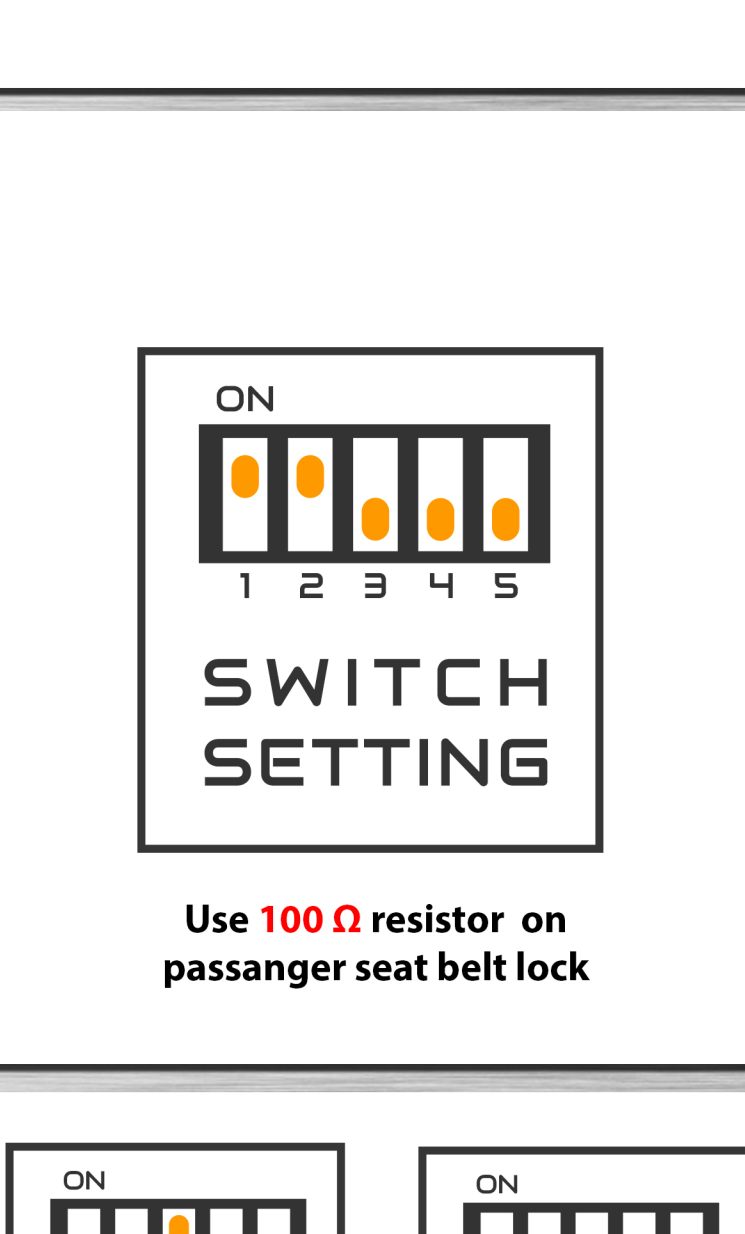 ON
1 2 3 4 5
SWITCH
SETTING
Use 100 Ω resistor on
passanger seat belt lock
ON
ON